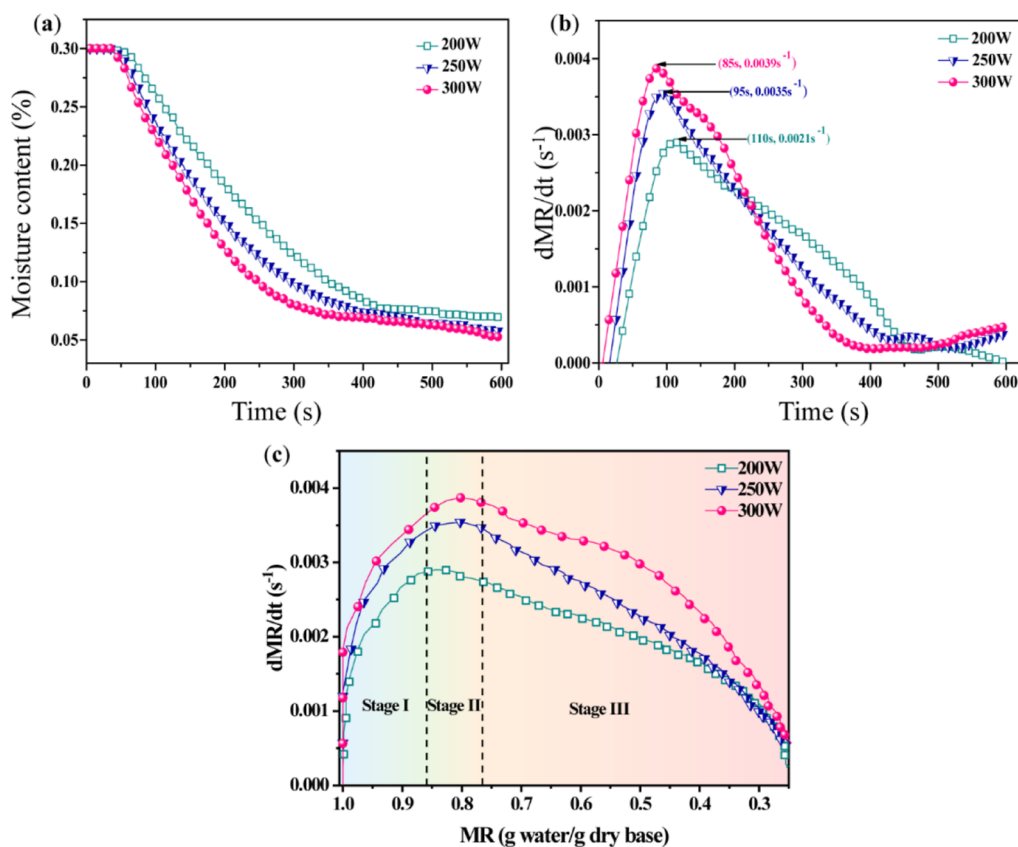 (a)
200W
250W
300W
Moisture content (%)
0.30
0.25
0.20
0.15
0.10
0.05
0 100 200 300 400 500 600
Time (s)
(b)
200W
250W
300W
(85s, 0.0039s⁻¹)
(95s, 0.0035s⁻¹)
(110s, 0.0021s⁻¹)
dMR/dt (s⁻¹)
0.004
0.003
0.002
0.001
0.000
0 100 200 300 400 500 600
Time (s)
(c)
200W
250W
300W
dMR/dt (s⁻¹)
0.004
0.003
0.002
0.001
0.000
Stage I
Stage II
Stage III
1.0 0.9 0.8 0.7 0.6 0.5 0.4 0.3
MR (g water/g dry base)